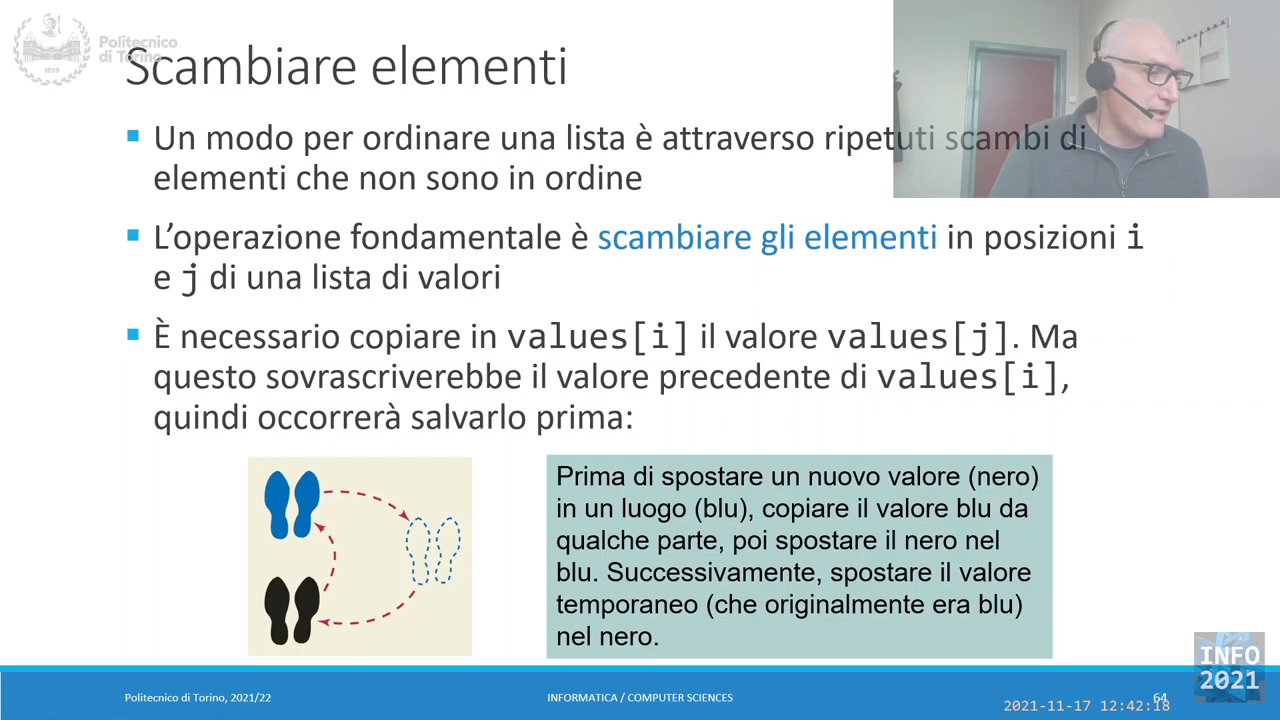 Politecnico
di Torino
1859
Scambiare elementi
Un modo per ordinare una lista è attraverso ripetuti scambi di
elementi che non sono in ordine
L’operazione fondamentale è scambiare gli elementi in posizioni i
e j di una lista di valori
È necessario copiare in values[i] il valore values[j]. Ma
questo sovrascriverebbe il valore precedente di values[i],
quindi occorrerà salvarlo prima:
Prima di spostare un nuovo valore (nero)
in un luogo (blu), copiare il valore blu da
qualche parte, poi spostare il nero nel
blu. Successivamente, spostare il valore
temporaneo (che originalmente era blu)
nel nero.
INFO
2021
Politecnico di Torino, 2021/22
INFORMATICA / COMPUTER SCIENCES
64
2021-11-17 12:42:18